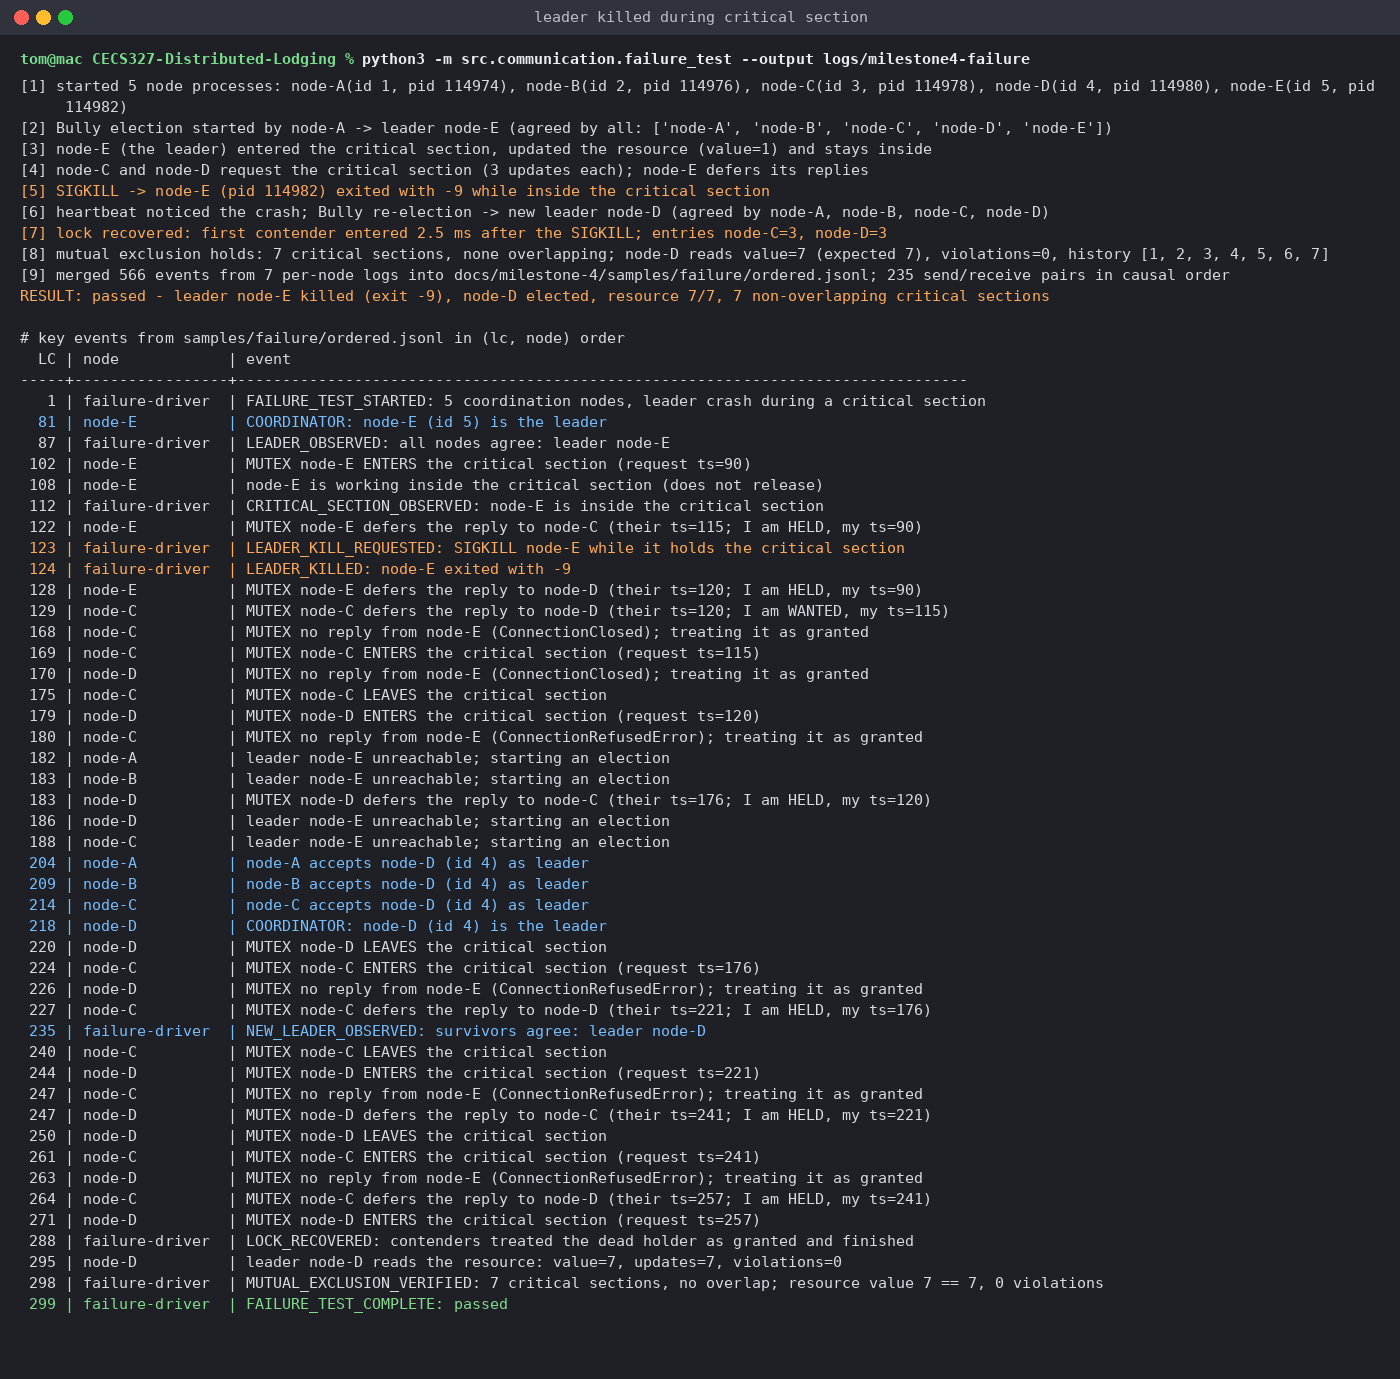 leader killed during critical section
tom@mac CECS327-Distributed-Lodging % python3 -m src.communication.failure_test --output logs/milestone4-failure
[1] started 5 node processes: node-A(id 1, pid 114974), node-B(id 2, pid 114976), node-C(id 3, pid 114978), node-D(id 4, pid 114980), node-E(id 5, pid
     114982)
[2] Bully election started by node-A -> leader node-E (agreed by all: ['node-A', 'node-B', 'node-C', 'node-D', 'node-E'])
[3] node-E (the leader) entered the critical section, updated the resource (value=1) and stays inside
[4] node-C and node-D request the critical section (3 updates each); node-E defers its replies
[5] SIGKILL -> node-E (pid 114982) exited with -9 while inside the critical section
[6] heartbeat noticed the crash; Bully re-election -> new leader node-D (agreed by node-A, node-B, node-C, node-D)
[7] lock recovered: first contender entered 2.5 ms after the SIGKILL; entries node-C=3, node-D=3
[8] mutual exclusion holds: 7 critical sections, none overlapping; node-D reads value=7 (expected 7), violations=0, history [1, 2, 3, 4, 5, 6, 7]
[9] merged 566 events from 7 per-node logs into docs/milestone-4/samples/failure/ordered.jsonl; 235 send/receive pairs in causal order
RESULT: passed - leader node-E killed (exit -9), node-D elected, resource 7/7, 7 non-overlapping critical sections

# key events from samples/failure/ordered.jsonl in (lc, node) order
  LC | node            | event
-----+-----------------+---------------------------------------------------------------------------------
   1 | failure-driver  | FAILURE_TEST_STARTED: 5 coordination nodes, leader crash during a critical section
  81 | node-E          | COORDINATOR: node-E (id 5) is the leader
  87 | failure-driver  | LEADER_OBSERVED: all nodes agree: leader node-E
 102 | node-E          | MUTEX node-E ENTERS the critical section (request ts=90)
 108 | node-E          | node-E is working inside the critical section (does not release)
 112 | failure-driver  | CRITICAL_SECTION_OBSERVED: node-E is inside the critical section
 122 | node-E          | MUTEX node-E defers the reply to node-C (their ts=115; I am HELD, my ts=90)
 123 | failure-driver  | LEADER_KILL_REQUESTED: SIGKILL node-E while it holds the critical section
 124 | failure-driver  | LEADER_KILLED: node-E exited with -9
 128 | node-E          | MUTEX node-E defers the reply to node-D (their ts=120; I am HELD, my ts=90)
 129 | node-C          | MUTEX node-C defers the reply to node-D (their ts=120; I am WANTED, my ts=115)
 168 | node-C          | MUTEX no reply from node-E (ConnectionClosed); treating it as granted
 169 | node-C          | MUTEX node-C ENTERS the critical section (request ts=115)
 170 | node-D          | MUTEX no reply from node-E (ConnectionClosed); treating it as granted
 175 | node-C          | MUTEX node-C LEAVES the critical section
 179 | node-D          | MUTEX node-D ENTERS the critical section (request ts=120)
 180 | node-C          | MUTEX no reply from node-E (ConnectionRefusedError); treating it as granted
 182 | node-A          | leader node-E unreachable; starting an election
 183 | node-B          | leader node-E unreachable; starting an election
 183 | node-D          | MUTEX node-D defers the reply to node-C (their ts=176; I am HELD, my ts=120)
 186 | node-D          | leader node-E unreachable; starting an election
 188 | node-C          | leader node-E unreachable; starting an election
 204 | node-A          | node-A accepts node-D (id 4) as leader
 209 | node-B          | node-B accepts node-D (id 4) as leader
 214 | node-C          | node-C accepts node-D (id 4) as leader
 218 | node-D          | COORDINATOR: node-D (id 4) is the leader
 220 | node-D          | MUTEX node-D LEAVES the critical section
 224 | node-C          | MUTEX node-C ENTERS the critical section (request ts=176)
 226 | node-D          | MUTEX no reply from node-E (ConnectionRefusedError); treating it as granted
 227 | node-C          | MUTEX node-C defers the reply to node-D (their ts=221; I am HELD, my ts=176)
 235 | failure-driver  | NEW_LEADER_OBSERVED: survivors agree: leader node-D
 240 | node-C          | MUTEX node-C LEAVES the critical section
 244 | node-D          | MUTEX node-D ENTERS the critical section (request ts=221)
 247 | node-C          | MUTEX no reply from node-E (ConnectionRefusedError); treating it as granted
 247 | node-D          | MUTEX node-D defers the reply to node-C (their ts=241; I am HELD, my ts=221)
 250 | node-D          | MUTEX node-D LEAVES the critical section
 261 | node-C          | MUTEX node-C ENTERS the critical section (request ts=241)
 263 | node-D          | MUTEX no reply from node-E (ConnectionRefusedError); treating it as granted
 264 | node-C          | MUTEX node-C defers the reply to node-D (their ts=257; I am HELD, my ts=241)
 271 | node-D          | MUTEX node-D ENTERS the critical section (request ts=257)
 288 | failure-driver  | LOCK_RECOVERED: contenders treated the dead holder as granted and finished
 295 | node-D          | leader node-D reads the resource: value=7, updates=7, violations=0
 298 | failure-driver  | MUTUAL_EXCLUSION_VERIFIED: 7 critical sections, no overlap; resource value 7 == 7, 0 violations
 299 | failure-driver  | FAILURE_TEST_COMPLETE: passed